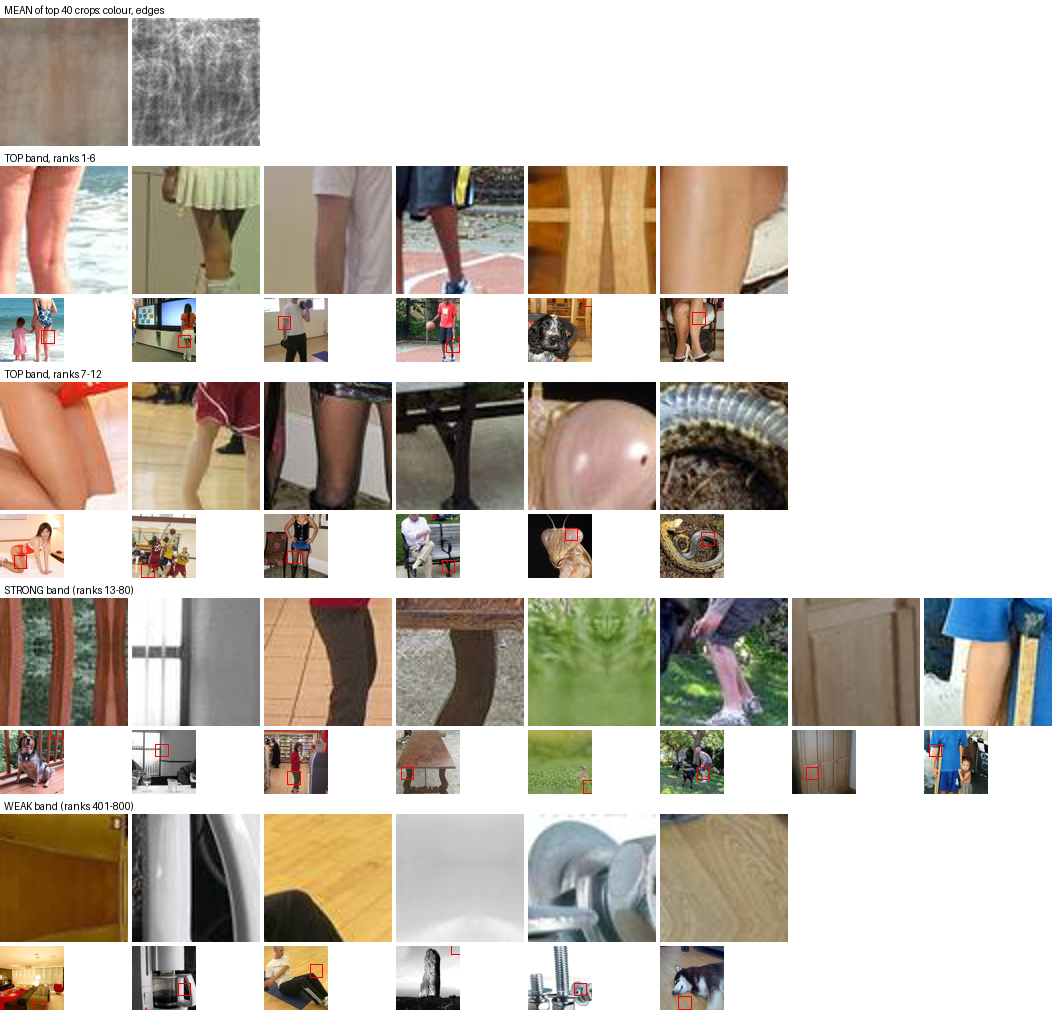 MEAN of top 40 crops: colour, edges
TOP band, ranks 1-6
TOP band, ranks 7-12
STRONG band (ranks 13-80)
WEAK band (ranks 401-800)